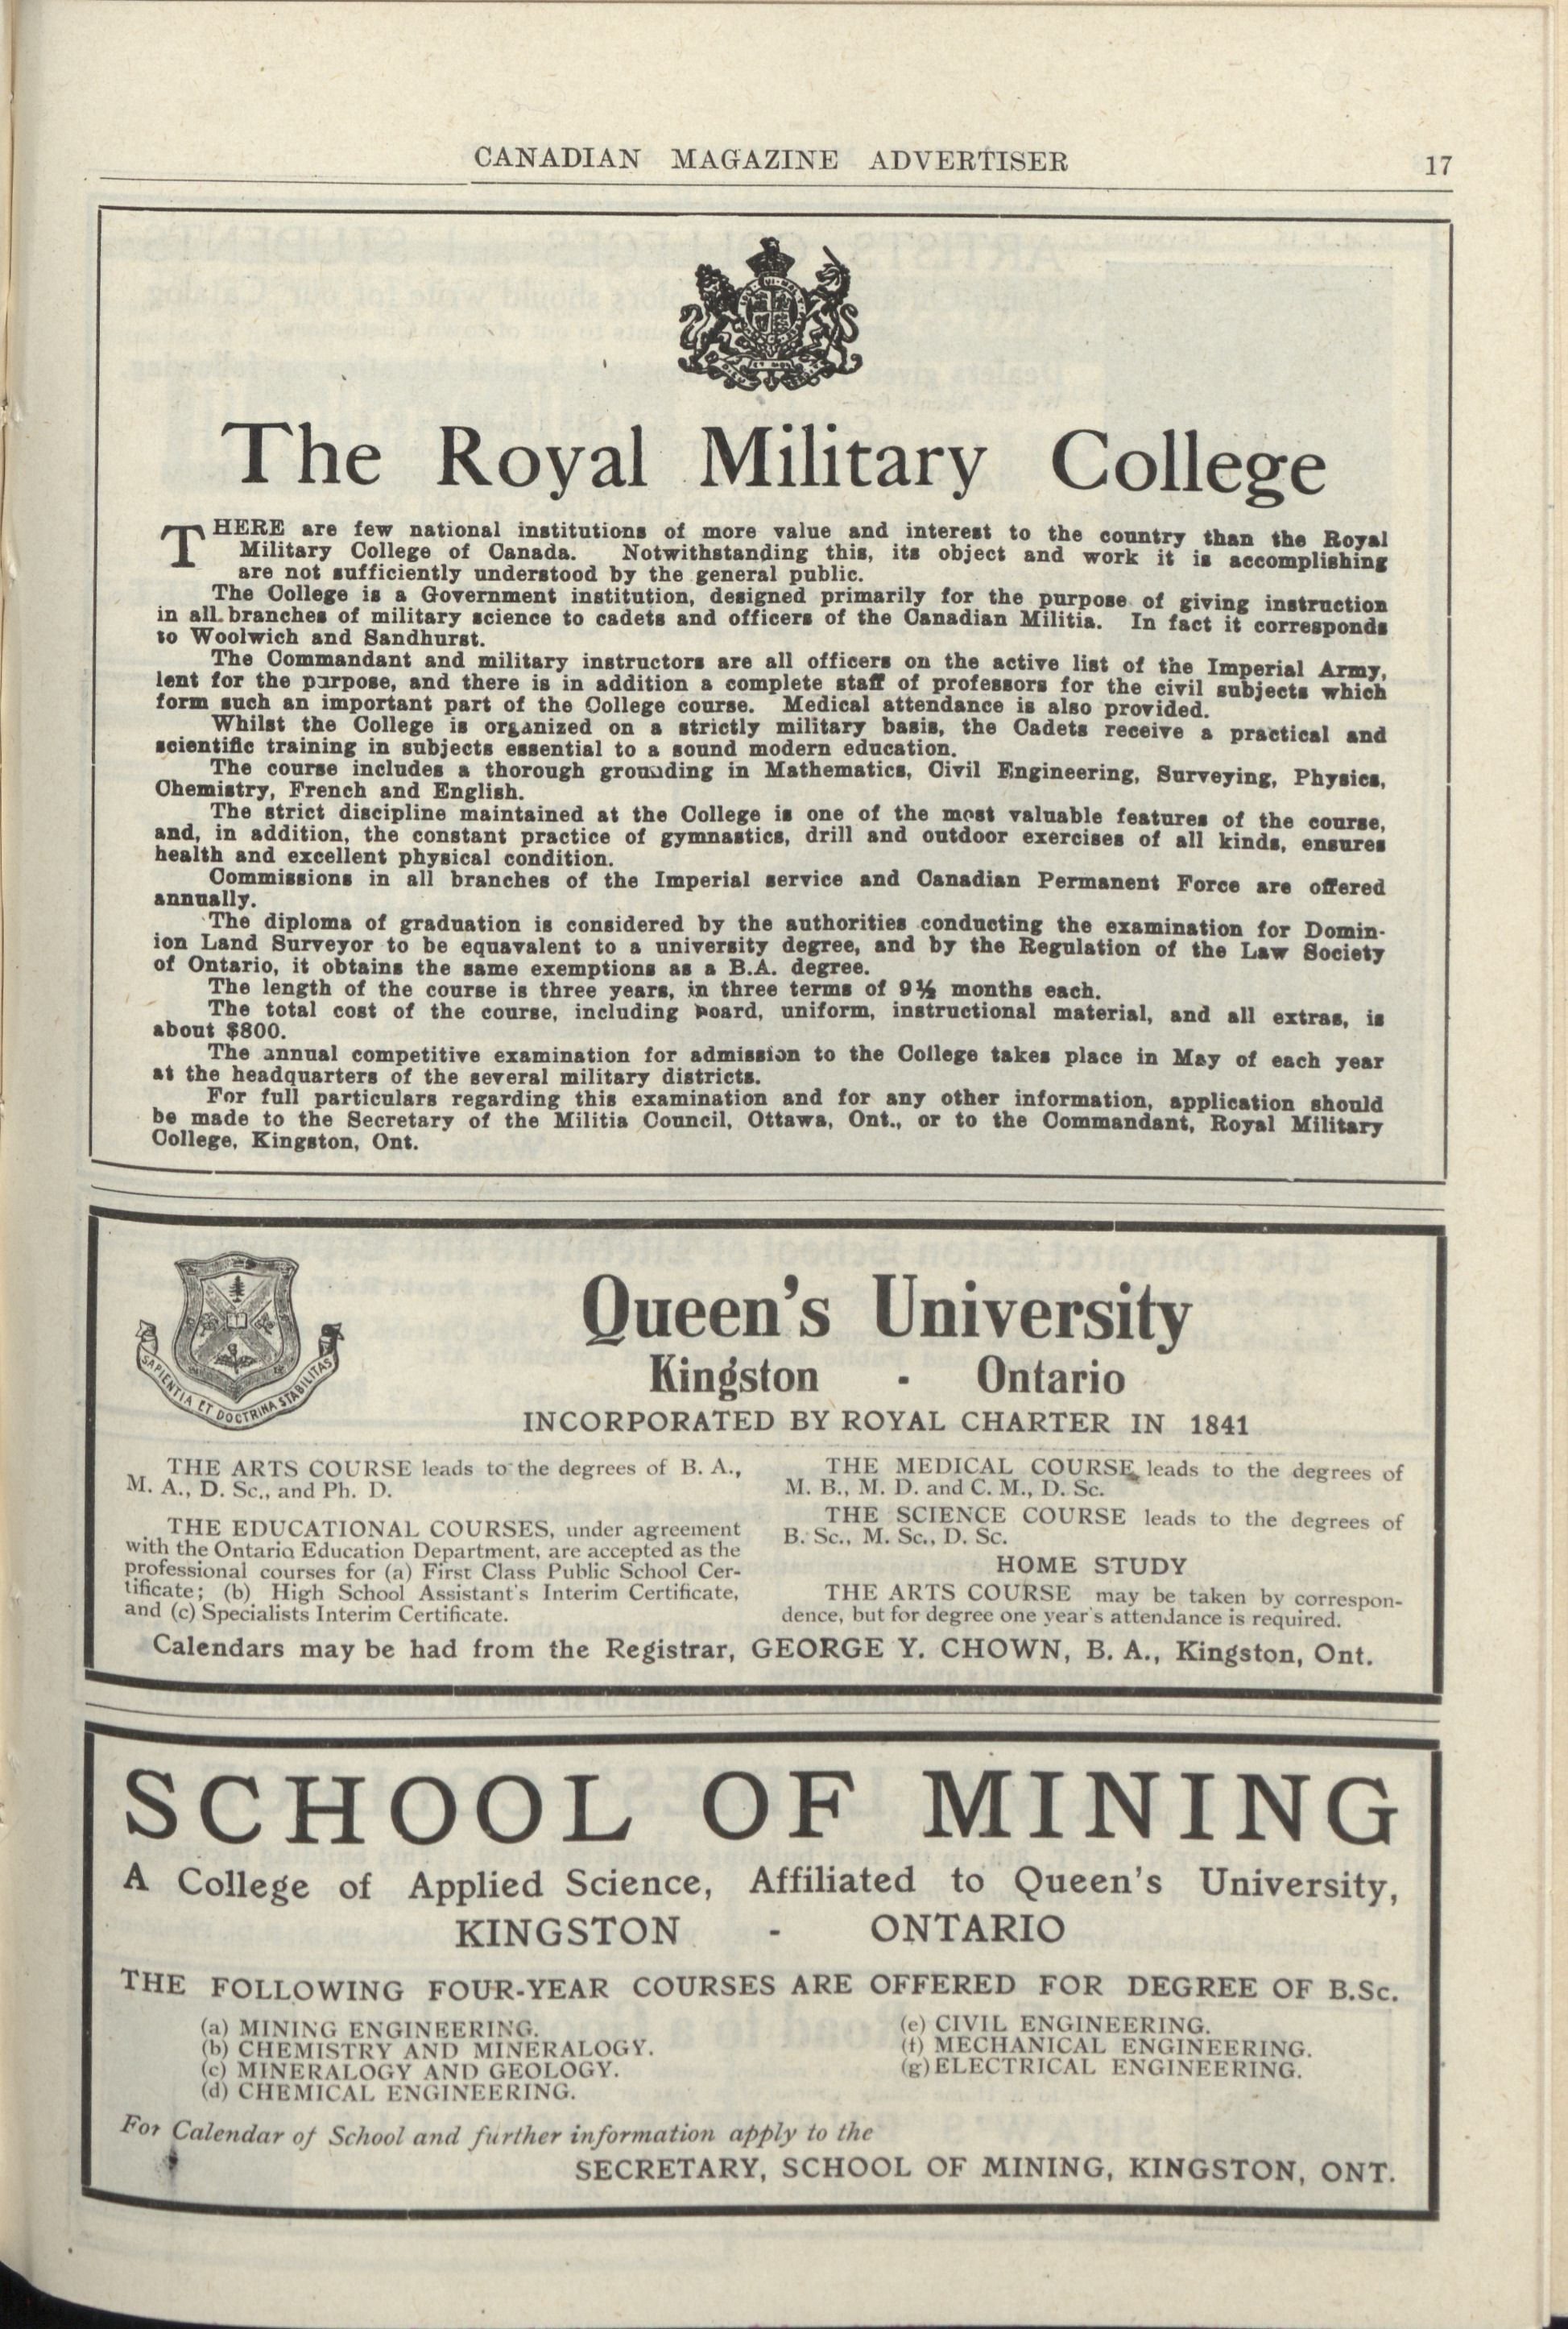 CANADIAN MAGAZINE ADVERTISER 17
The Royal Military College
THERE are few national institutions of more value and interest to the country than the Royal
Military College of Canada. Notwithstanding this, its object and work it is accomplishing
are not sufficiently understood by the general public.
The College is a Government institution, designed primarily for the purpose of giving instruction
in all branches of military science to cadets and officers of the Canadian Militia. In fact it corresponds
to Woolwich and Sandhurst.
The Commandant and military instructors are all officers on the active list of the Imperial Army,
lent for the purpose, and there is in addition a complete staff of professors for the civil subjects which
form such an important part of the College course. Medical attendance is also provided.
Whilst the College is organized on a strictly military basis, the Cadets receive a practical and
scientific training in subjects essential to a sound modern education.
The course includes a thorough grounding in Mathematics, Civil Engineering, Surveying, Physics,
Chemistry, French and English.
The strict discipline maintained at the College is one of the most valuable features of the course,
and, in addition, the constant practice of gymnastics, drill and outdoor exercises of all kinds, ensures
health and excellent physical condition.
Commissions in all branches of the Imperial service and Canadian Permanent Force are offered
annually.
The diploma of graduation is considered by the authorities conducting the examination for Domin-
ion Land Surveyor to be equavalent to a university degree, and by the Regulation of the Law Society
of Ontario, it obtains the same exemptions as a B.A. degree.
The length of the course is three years, in three terms of 9½ months each.
The total cost of the course, including board, uniform, instructional material, and all extras, is
about $800.
The annual competitive examination for admission to the College takes place in May of each year
at the headquarters of the several military districts.
For full particulars regarding this examination and for any other information, application should
be made to the Secretary of the Militia Council, Ottawa, Ont., or to the Commandant, Royal Military
College, Kingston, Ont.
SAPIENTIA ET DOCTRINA STABILITAS
Queen's University
Kingston - Ontario
INCORPORATED BY ROYAL CHARTER IN 1841
THE ARTS COURSE leads to the degrees of B. A.,
M. A., D. Sc., and Ph. D.
THE EDUCATIONAL COURSES, under agreement
with the Ontario Education Department, are accepted as the
professional courses for (a) First Class Public School Cer-
tificate; (b) High School Assistant's Interim Certificate,
and (c) Specialists Interim Certificate.
THE MEDICAL COURSE leads to the degrees of
M. B., M. D. and C. M., D. Sc.
THE SCIENCE COURSE leads to the degrees of
B. Sc., M. Sc., D. Sc.
HOME STUDY
THE ARTS COURSE may be taken by correspon-
dence, but for degree one year's attendance is required.
Calendars may be had from the Registrar, GEORGE Y. CHOWN, B. A., Kingston, Ont.
SCHOOL OF MINING
A College of Applied Science, Affiliated to Queen's University,
KINGSTON - ONTARIO
THE FOLLOWING FOUR-YEAR COURSES ARE OFFERED FOR DEGREE OF B.Sc.
(a) MINING ENGINEERING.
(b) CHEMISTRY AND MINERALOGY.
(c) MINERALOGY AND GEOLOGY.
(d) CHEMICAL ENGINEERING.
(e) CIVIL ENGINEERING.
(f) MECHANICAL ENGINEERING.
(g) ELECTRICAL ENGINEERING.
For Calendar of School and further information apply to the
SECRETARY, SCHOOL OF MINING, KINGSTON, ONT.